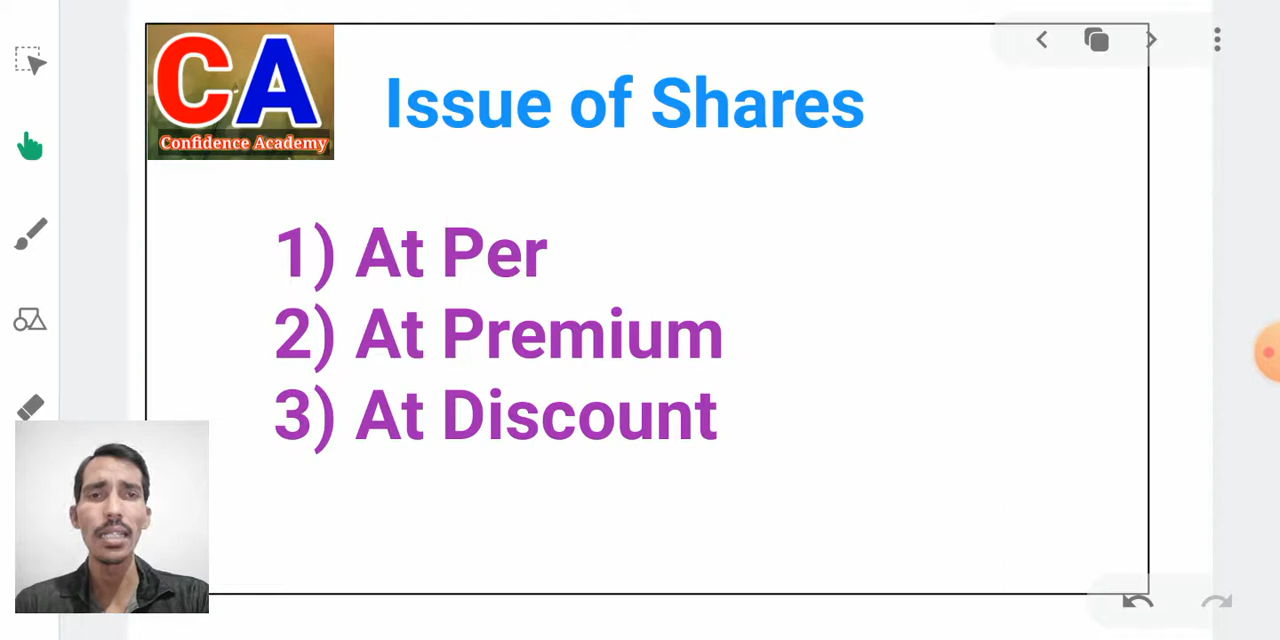 CA
Confidence Academy
Issue of Shares
1) At Per
2) At Premium
3) At Discount